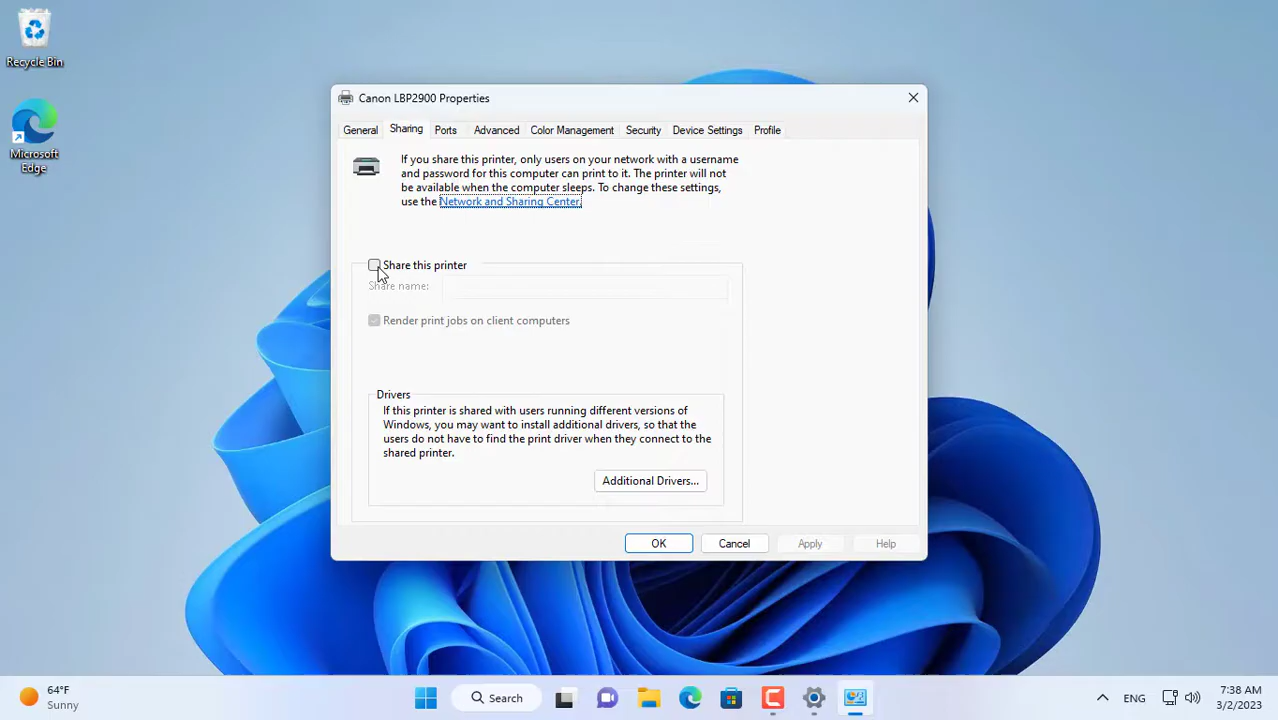 Recycle Bin
Microsoft
Edge
Canon LBP2900 Properties
General Sharing Ports Advanced Color Management Security Device Settings Profile
If you share this printer, only users on your network with a username
and password for this computer can print to it. The printer will not
be available when the computer sleeps. To change these settings,
use the Network and Sharing Center.
Share this printer
Share name:
Render print jobs on client computers
Drivers
If this printer is shared with users running different versions of
Windows, you may want to install additional drivers, so that the
users do not have to find the print driver when they connect to the
shared printer.
Additional Drivers...
OK Cancel Apply Help
64°F
Sunny
Search
ENG
7:38 AM
3/2/2023